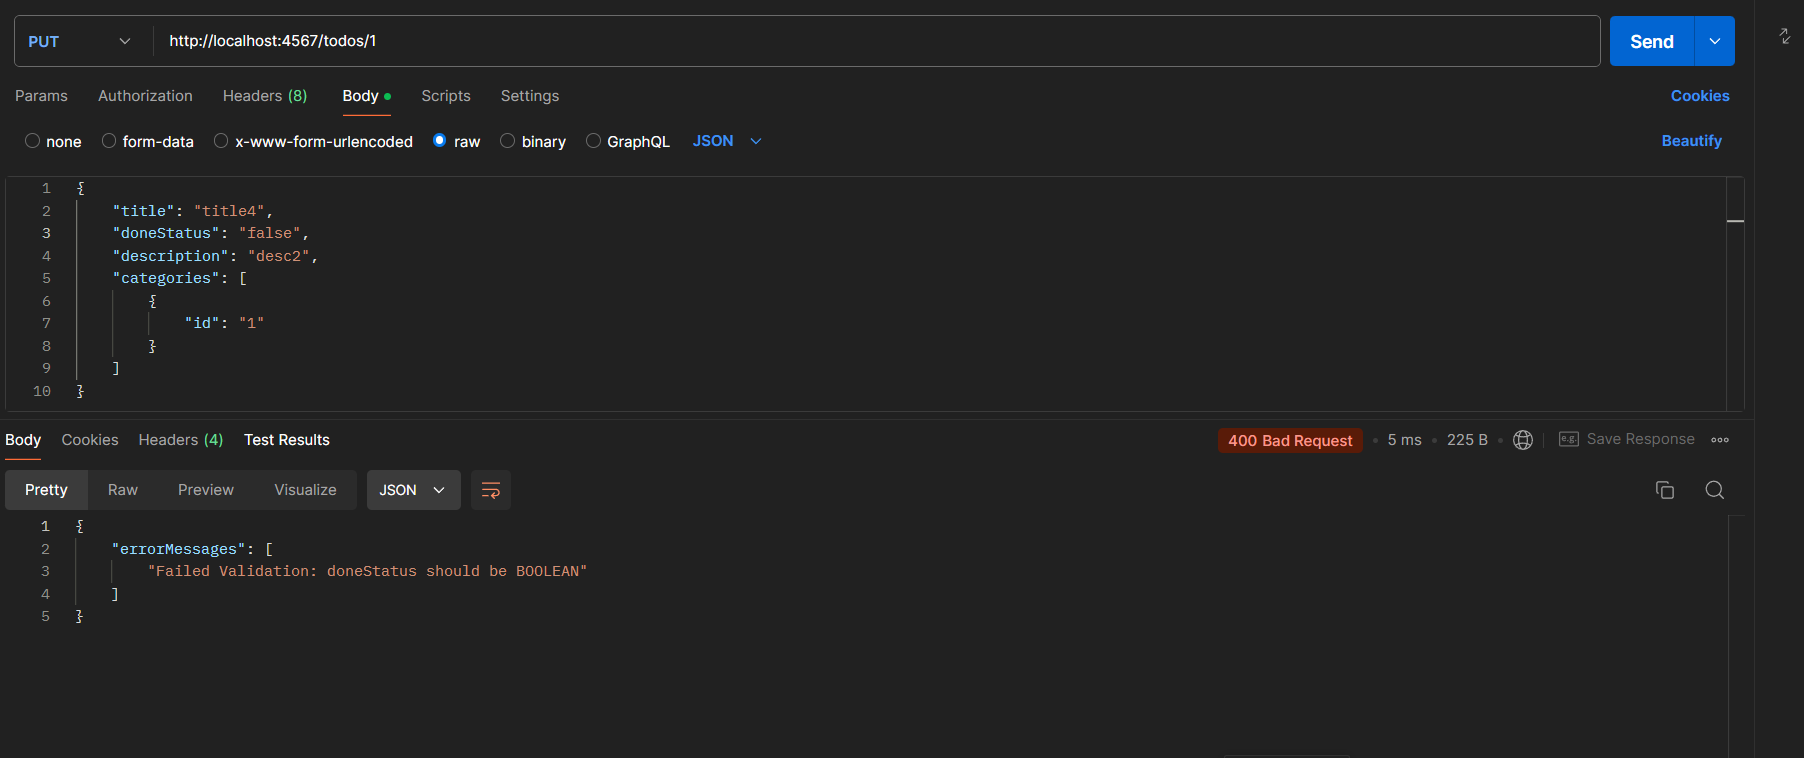 PUT http://localhost:4567/todos/1 Send
Params Authorization Headers (8) Body Scripts Settings Cookies
none form-data x-www-form-urlencoded raw binary GraphQL JSON Beautify
1 {
2 "title": "title4",
3 "doneStatus": "false",
4 "description": "desc2",
5 "categories": [
6 {
7 "id": "1"
8 }
9 ]
10 }
Body Cookies Headers (4) Test Results 400 Bad Request 5 ms 225 B e.g. Save Response
Pretty Raw Preview Visualize JSON
1 {
2 "errorMessages": [
3 "Failed Validation: doneStatus should be BOOLEAN"
4 ]
5 }